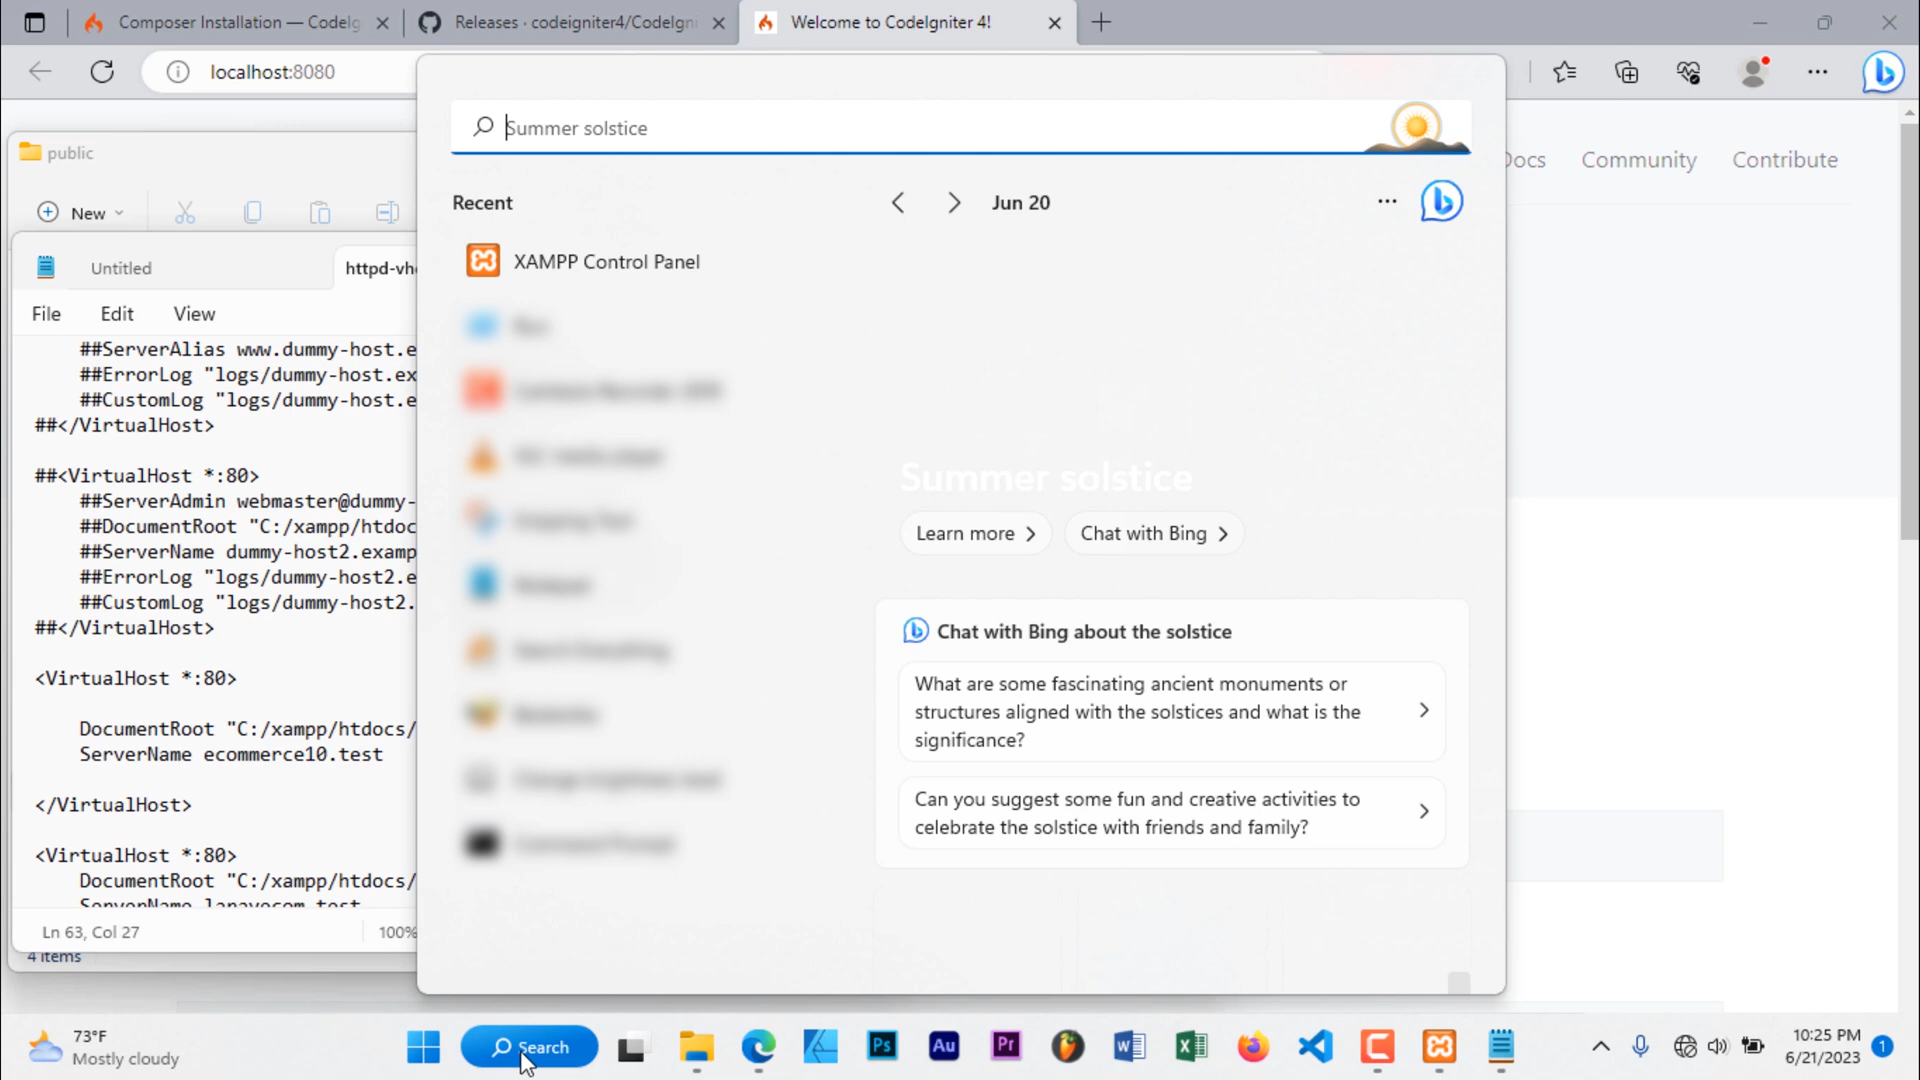 Composer Installation — CodeIg
Releases · codeigniter4/CodeIgni
Welcome to CodeIgniter 4!
localhost:8080
Summer solstice
Docs
Community
Contribute
public
New
Recent
Jun 20
XAMPP Control Panel
Untitled
httpd-vh
File
Edit
View
##ServerAlias www.dummy-host.e
##ErrorLog "logs/dummy-host.ex
##CustomLog "logs/dummy-host.e
##</VirtualHost>
##<VirtualHost *:80>
##ServerAdmin webmaster@dummy-
##DocumentRoot "C:/xampp/htdoc
##ServerName dummy-host2.examp
##ErrorLog "logs/dummy-host2.e
##CustomLog "logs/dummy-host2.
##</VirtualHost>
<VirtualHost *:80>
DocumentRoot "C:/xampp/htdocs/
ServerName ecommerce10.test
</VirtualHost>
<VirtualHost *:80>
DocumentRoot "C:/xampp/htdocs/
Ln 63, Col 27
100%
4 items
Summer solstice
Learn more
Chat with Bing
Chat with Bing about the solstice
What are some fascinating ancient monuments or
structures aligned with the solstices and what is the
significance?
Can you suggest some fun and creative activities to
celebrate the solstice with friends and family?
73°F
Mostly cloudy
Search
Ps
Au
Pr
10:25 PM
6/21/2023
1